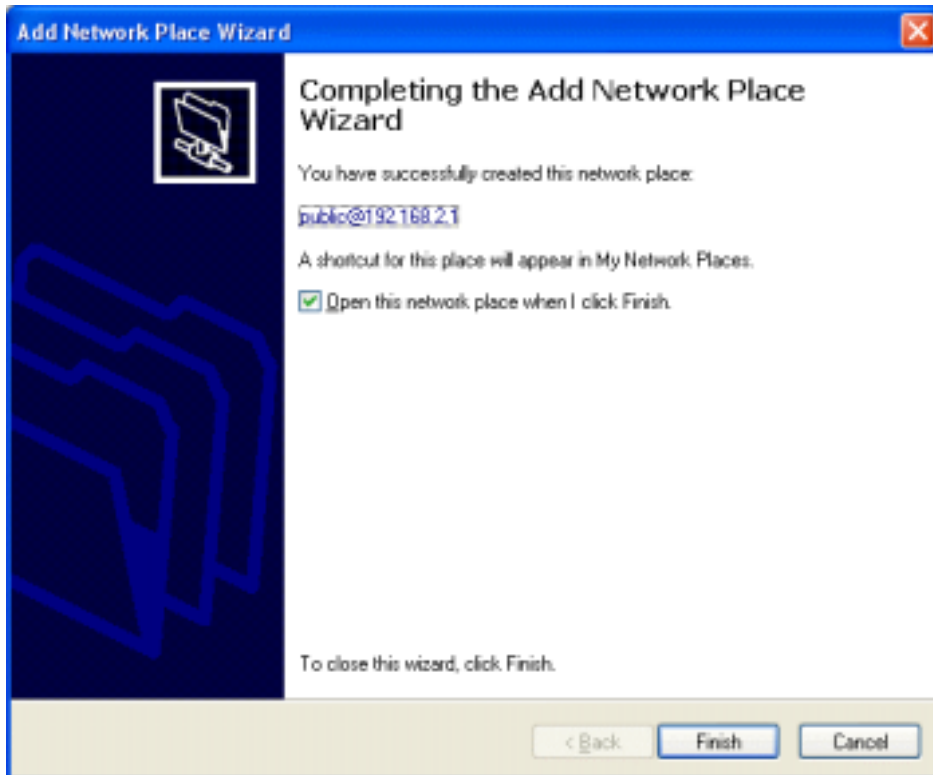 Add Network Place Wizard
Completing the Add Network Place
Wizard
You have successfully created this network place:
public@192.168.2.1
A shortcut for this place will appear in My Network Places.
Open this network place when I click Finish.
To close this wizard, click Finish.
< Back
Finish
Cancel